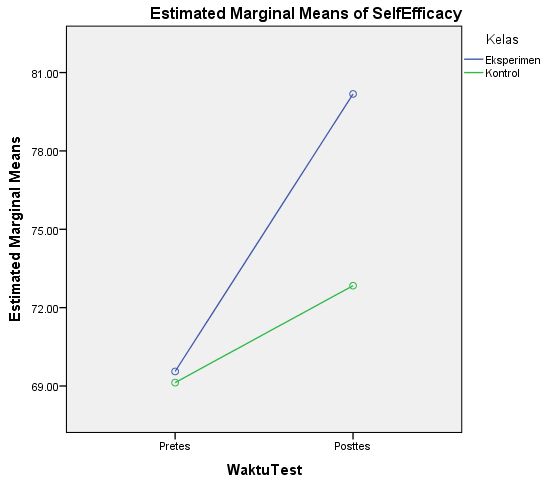 Estimated Marginal Means of SelfEfficacy
Kelas
Eksperimen
Kontrol
Estimated Marginal Means
81.00
78.00
75.00
72.00
69.00
Pretes
Posttes
WaktuTest